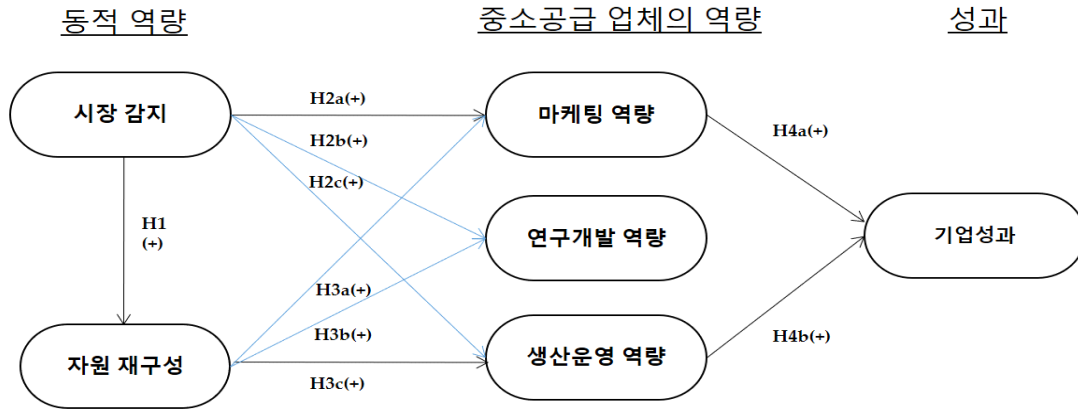 동적 역량
중소공급 업체의 역량
성과
시장 감지
H2a(+)
마케팅 역량
H4a(+)
H2b(+)
H2c(+)
H1
(+)
연구개발 역량
기업성과
H3a(+)
H3b(+)
H4b(+)
자원 재구성
생산운영 역량
H3c(+)